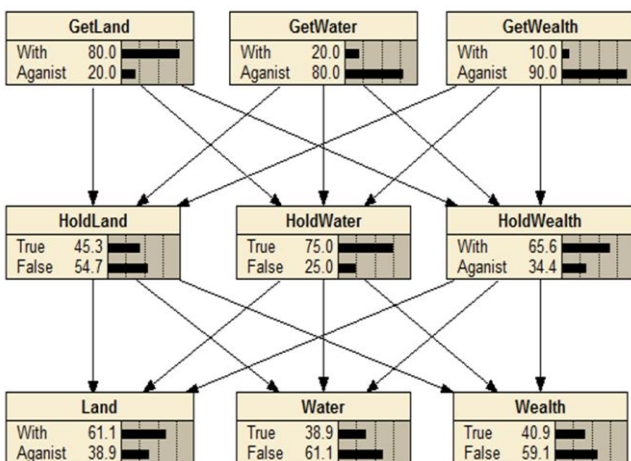 GetLand GetWater GetWealth
With 80.0 With 20.0 With 10.0
Aganist 20.0 Aganist 80.0 Aganist 90.0
HoldLand HoldWater HoldWealth
True 45.3 True 75.0 With 65.6
False 54.7 False 25.0 Aganist 34.4
Land Water Wealth
With 61.1 True 38.9 True 40.9
Aganist 38.9 False 61.1 False 59.1